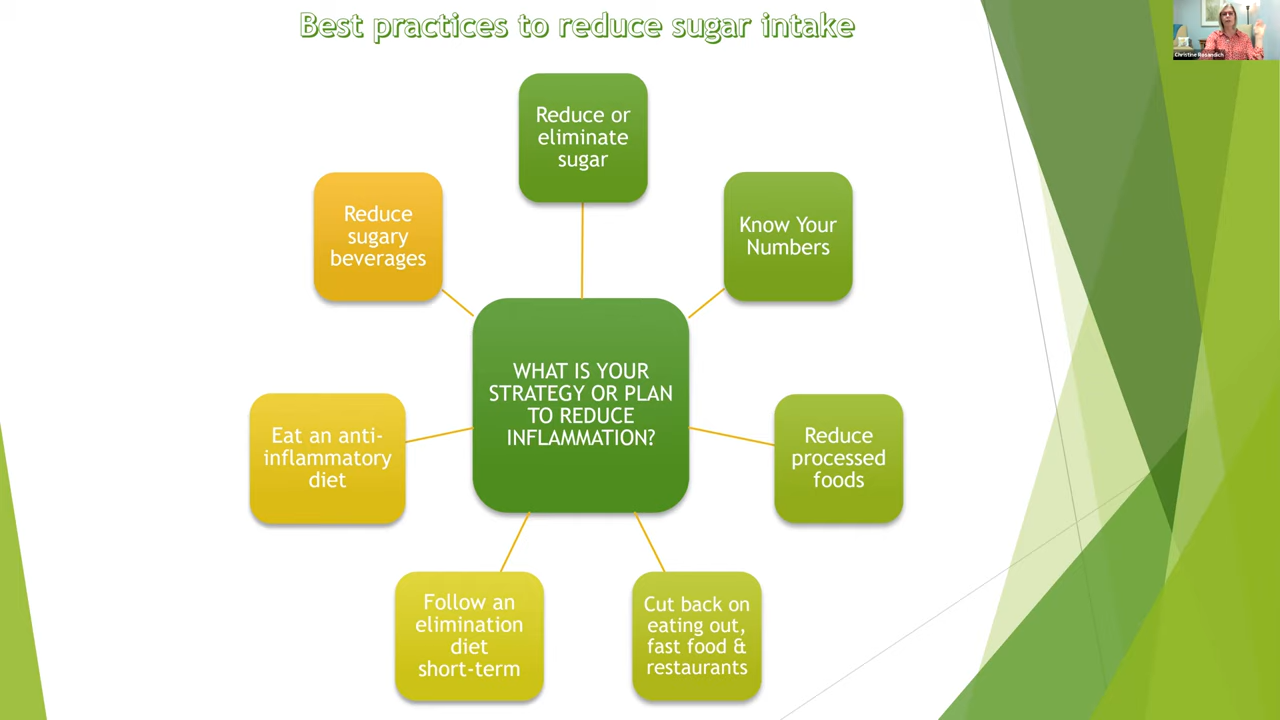 Best practices to reduce sugar intake
Christine Rosandich
Reduce or
eliminate
sugar
Know Your
Numbers
Reduce
processed
foods
Cut back on
eating out,
fast food &
restaurants
Follow an
elimination
diet
short-term
Eat an anti-
inflammatory
diet
Reduce
sugary
beverages
WHAT IS YOUR
STRATEGY OR PLAN
TO REDUCE
INFLAMMATION?